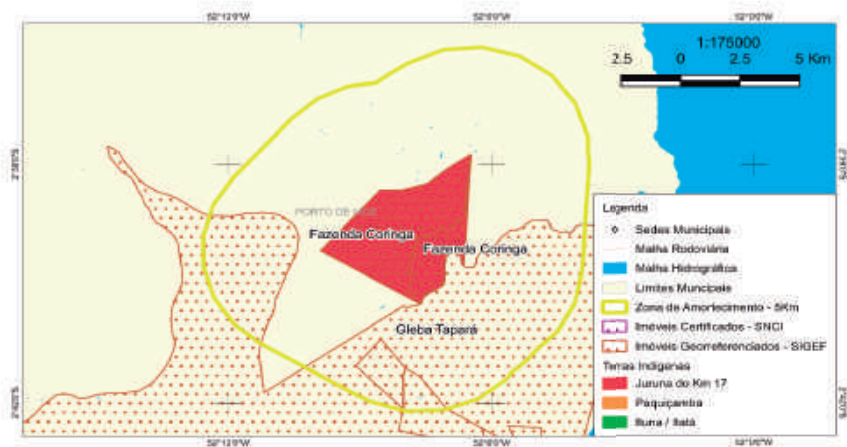 52°12'0"W 52°6'0"W 52°0'0"W
1:175000
2.5 0 2.5 5 Km
PORTO DE MOZ
Fazenda Coringa
Fazenda Coringa
Gleba Tapará
Legenda
Sedes Municipais
Malha Rodoviária
Malha Hidrográfica
Limites Muncipais
Zona de Amortecimento - 5Km
Imóveis Certificados - SNCI
Imóveis Georreferenciados - SIGEF
Terras Indígenas
Juruna do Km 17
Paquiçamba
Ituna / Itatá
52°12'0"W 52°6'0"W 52°0'0"W